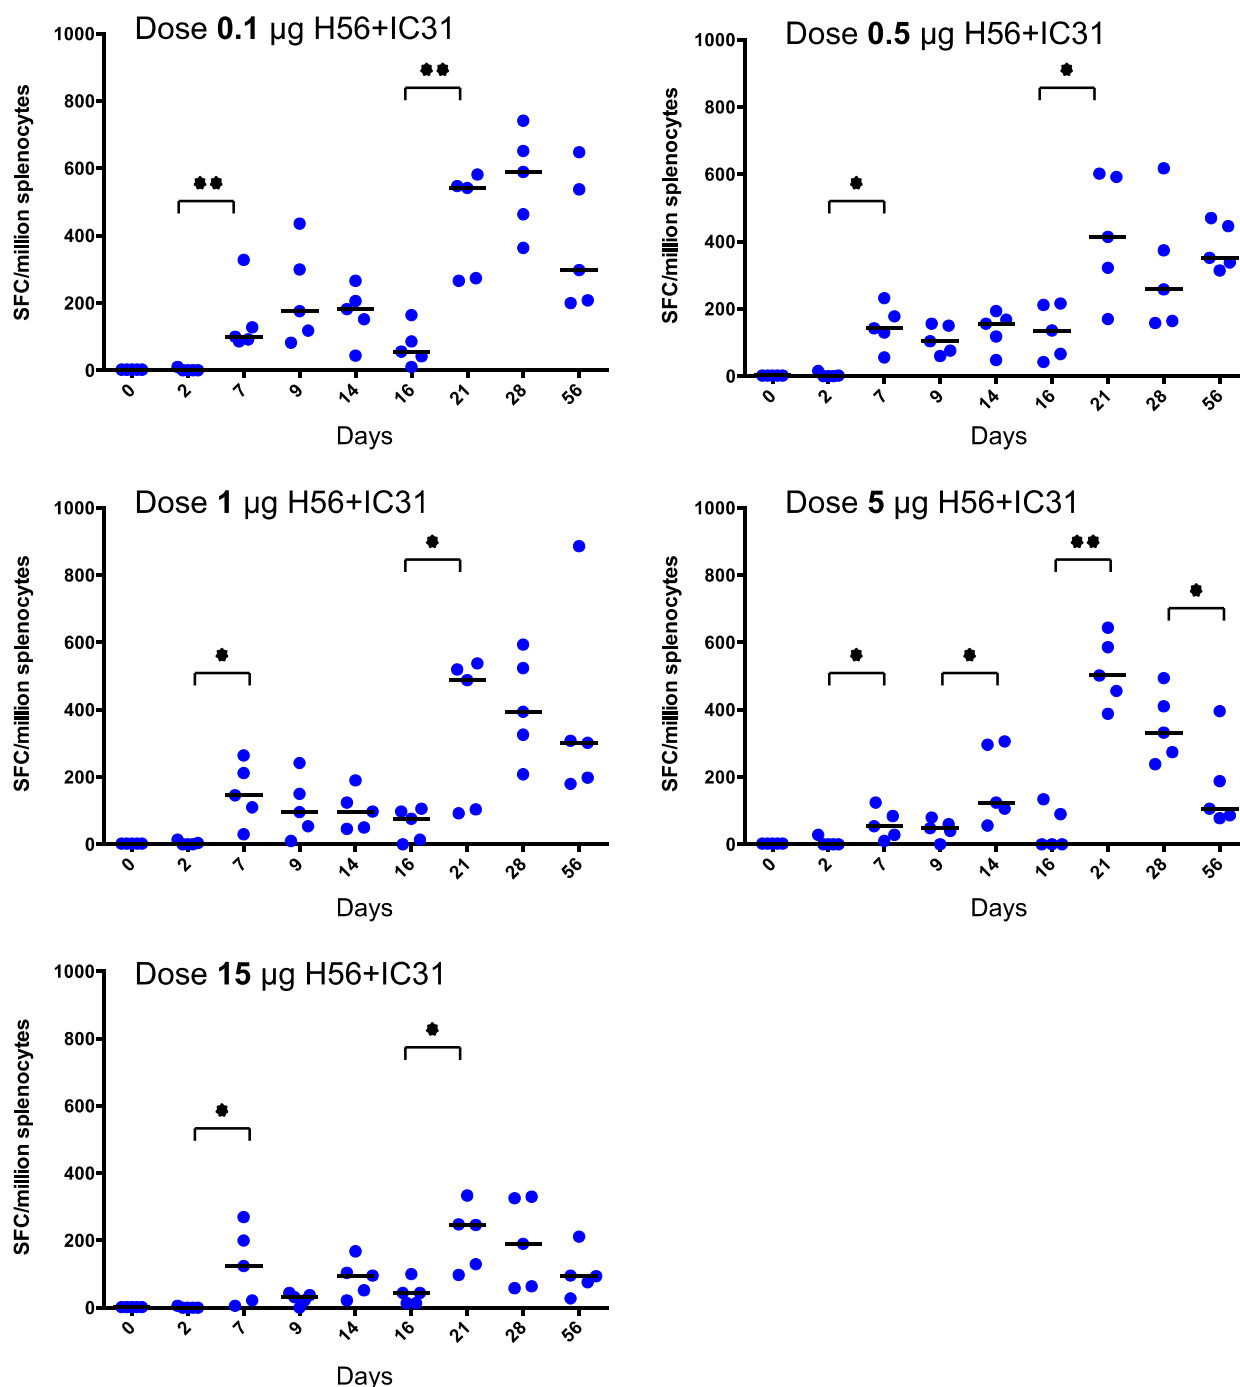 Dose 0.1 µg H56+IC31
SFC/million splenocytes
1000
800
600
400
200
0
** **
0 2 7 9 14 16 21 28 56
Days
Dose 0.5 µg H56+IC31
SFC/million splenocytes
1000
800
600
400
200
0
* *
0 2 7 9 14 16 21 28 56
Days
Dose 1 µg H56+IC31
SFC/million splenocytes
1000
800
600
400
200
0
* *
0 2 7 9 14 16 21 28 56
Days
Dose 5 µg H56+IC31
SFC/million splenocytes
1000
800
600
400
200
0
* * ** *
0 2 7 9 14 16 21 28 56
Days
Dose 15 µg H56+IC31
SFC/million splenocytes
1000
800
600
400
200
0
* *
0 2 7 9 14 16 21 28 56
Days